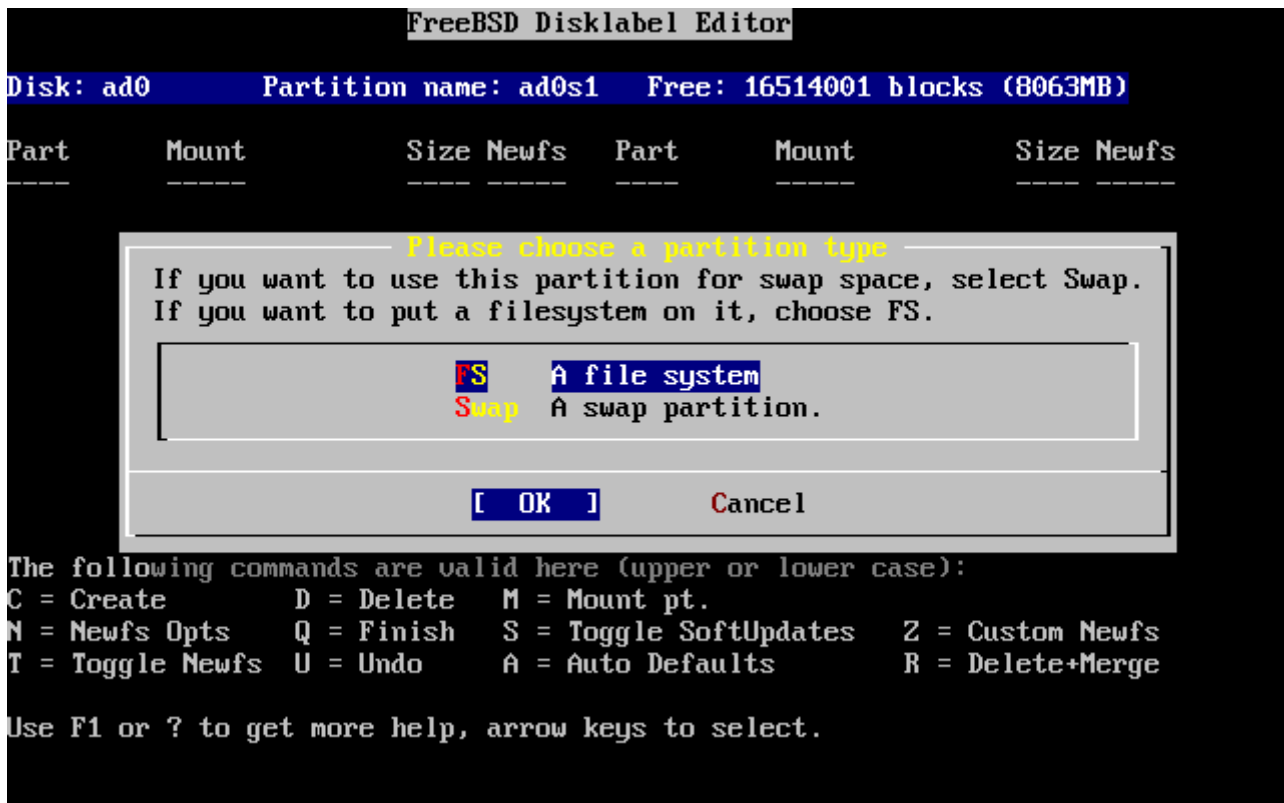 FreeBSD Disklabel Editor
Disk: ad0 Partition name: ad0s1 Free: 16514001 blocks (8063MB)
Part Mount Size Newfs Part Mount Size Newfs
---- ----- ---- ----- ---- ----- ---- -----
Please choose a partition type
If you want to use this partition for swap space, select Swap.
If you want to put a filesystem on it, choose FS.
FS A file system
Swap A swap partition.
[ OK ] Cancel
The following commands are valid here (upper or lower case):
C = Create D = Delete M = Mount pt.
N = Newfs Opts Q = Finish S = Toggle SoftUpdates Z = Custom Newfs
T = Toggle Newfs U = Undo A = Auto Defaults R = Delete+Merge
Use F1 or ? to get more help, arrow keys to select.